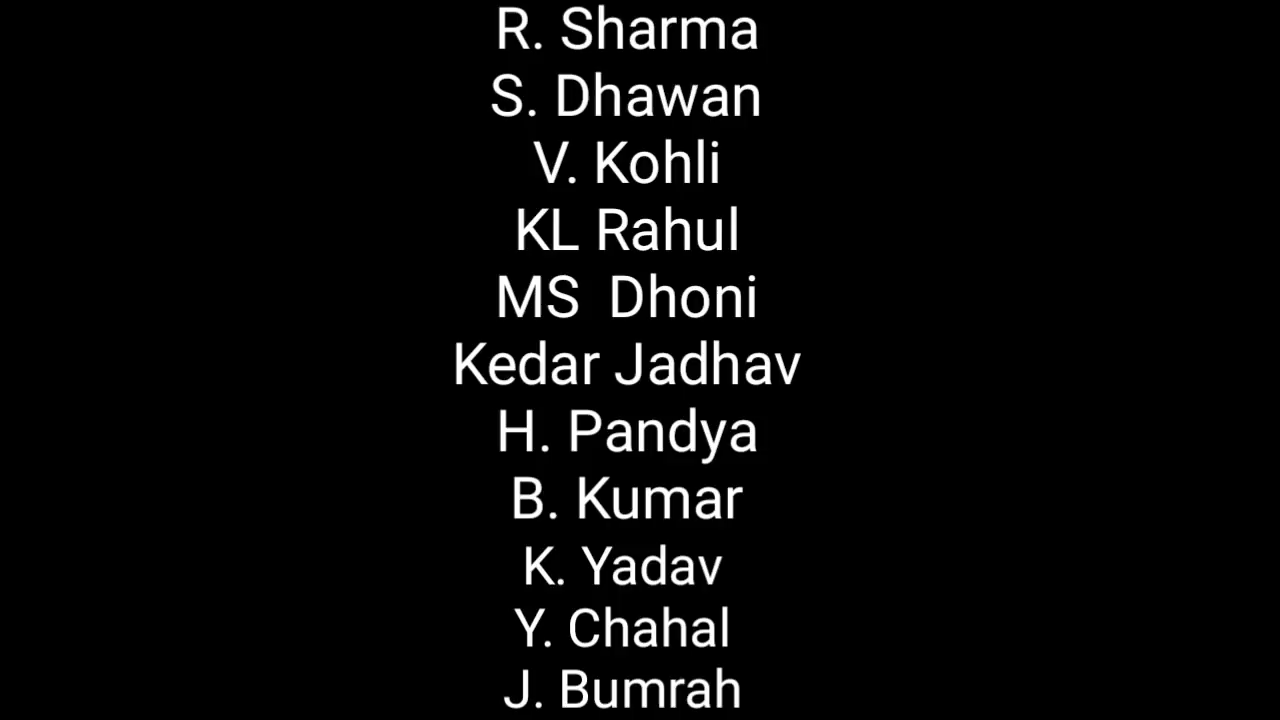 R. Sharma
S. Dhawan
V. Kohli
KL Rahul
MS  Dhoni
Kedar Jadhav
H. Pandya
B. Kumar
K. Yadav
Y. Chahal
J. Bumrah